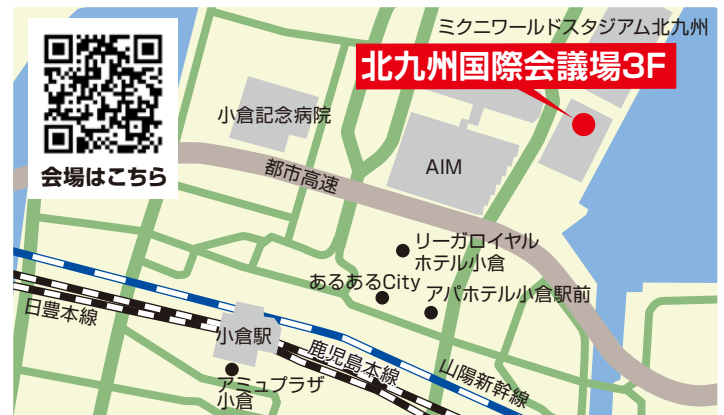 ミクニワールドスタジアム北九州
北九州国際会議場3F
小倉記念病院
会場はこちら
都市高速
AIM
リーガロイヤル
ホテル小倉
あるあるCity
アパホテル小倉駅前
日豊本線
小倉駅
鹿児島本線
山陽新幹線
アミュプラザ
小倉